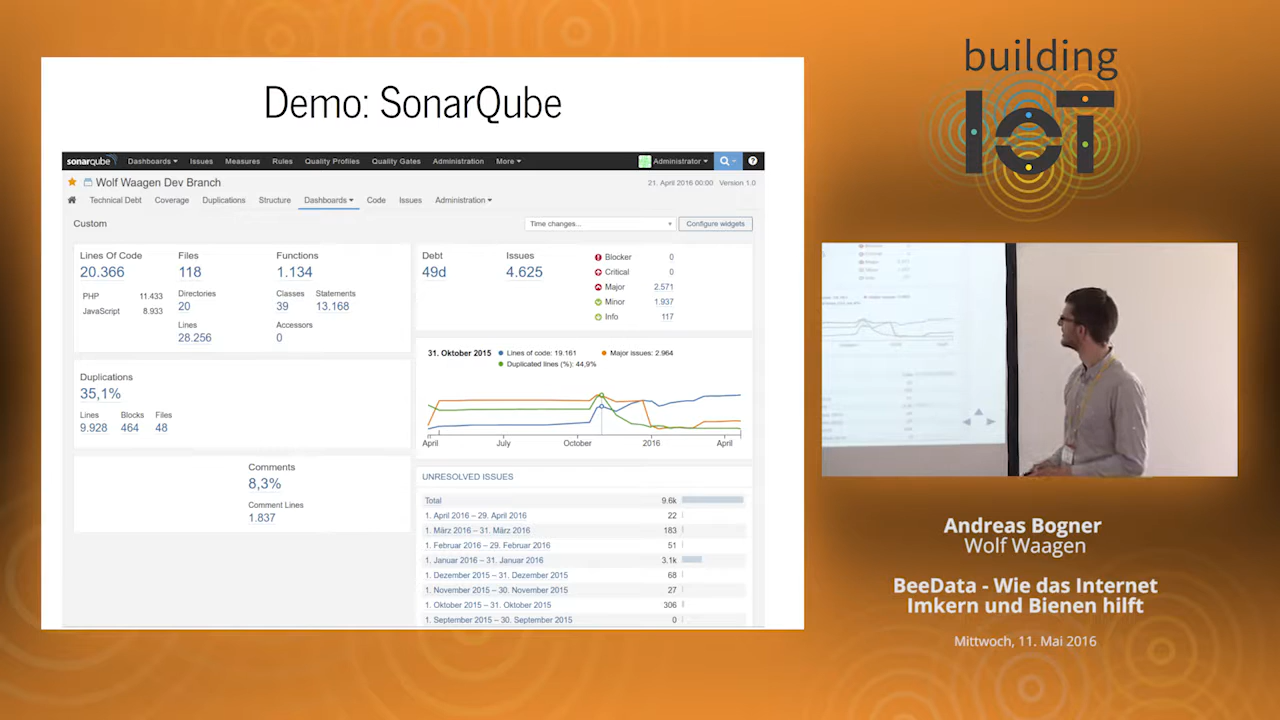 Demo: SonarQube
sonarqube Dashboards Issues Measures Rules Quality Profiles Quality Gates Administration More Administrator
Wolf Waagen Dev Branch
21. April 2016 00:00 Version 1.0
Technical Debt Coverage Duplications Structure Dashboards Code Issues Administration
Custom
Time changes... Configure widgets
Lines Of Code Files Functions
20.366 118 1.134
PHP 11.433
JavaScript 8.933
Directories Classes Statements
20 39 13.168
Lines Accessors
28.256 0
Duplications
35,1%
Lines Blocks Files
9.928 464 48
Comments
8,3%
Comment Lines
1.837
Debt Issues
49d 4.625
Blocker 0
Critical 0
Major 2.571
Minor 1.937
Info 117
31. Oktober 2015 Lines of code: 19.161 Major issues: 2.964
Duplicated lines (%): 44,9%
April July October 2016 April
UNRESOLVED ISSUES
Total 9.6k
1. April 2016 – 29. April 2016 22
1. März 2016 – 31. März 2016 183
1. Februar 2016 – 29. Februar 2016 51
1. Januar 2016 – 31. Januar 2016 3.1k
1. Dezember 2015 – 31. Dezember 2015 68
1. November 2015 – 30. November 2015 27
1. Oktober 2015 – 31. Oktober 2015 306
1. September 2015 – 30. September 2015 0
building
IoT
Andreas Bogner
Wolf Waagen
BeeData - Wie das Internet
Imkern und Bienen hilft
Mittwoch, 11. Mai 2016